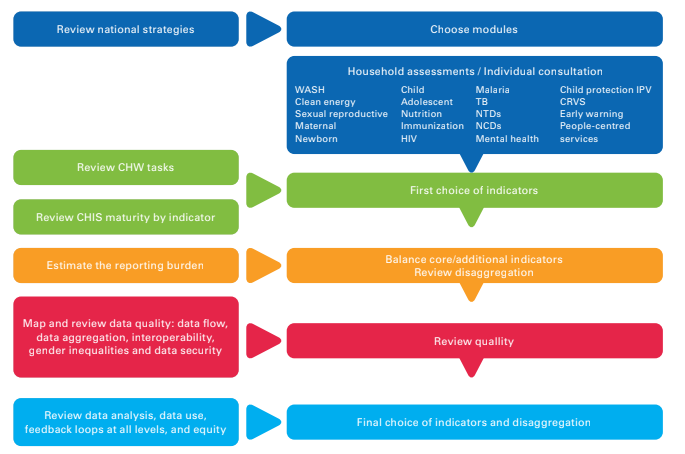 Review national strategies
Choose modules
Household assessments / Individual consultation
WASH
Clean energy
Sexual reproductive
Maternal
Newborn
Child
Adolescent
Nutrition
Immunization
HIV
Malaria
TB
NTDs
NCDs
Mental health
Child protection IPV
CRVS
Early warning
People-centred
services
Review CHW tasks
Review CHIS maturity by indicator
First choice of indicators
Estimate the reporting burden
Balance core/additional indicators
Review disaggregation
Map and review data quality: data flow,
data aggregation, interoperability,
gender inequalities and data security
Review quallity
Review data analysis, data use,
feedback loops at all levels, and equity
Final choice of indicators and disaggregation